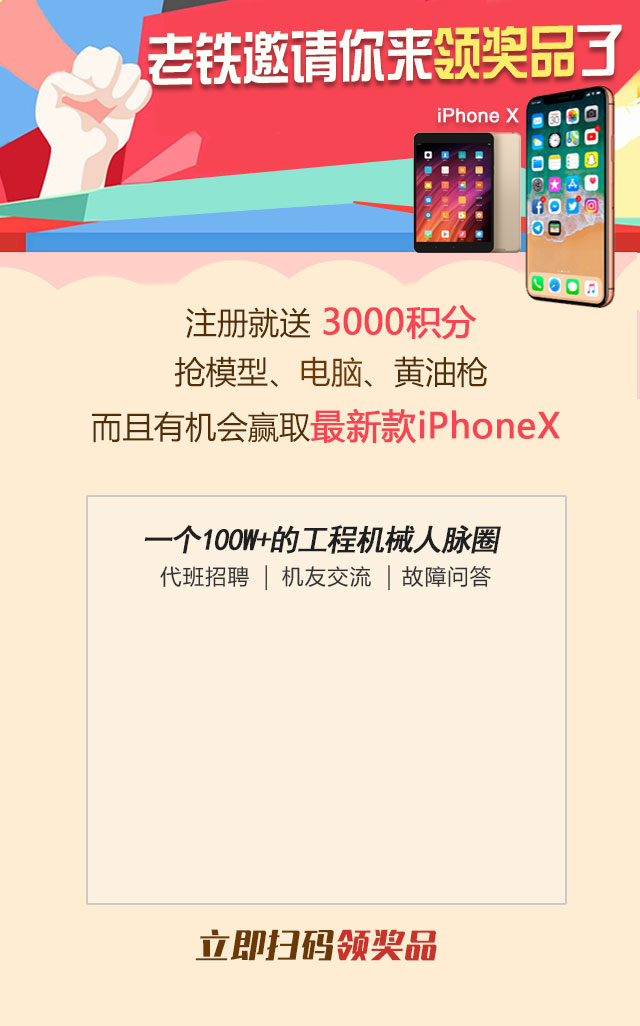 老铁邀请你来领奖品了
iPhone X
注册就送 3000积分
抢模型、电脑、黄油枪
而且有机会赢取最新款iPhoneX
一个100W+的工程机械人脉圈
代班招聘 | 机友交流 | 故障问答
立即扫码领奖品